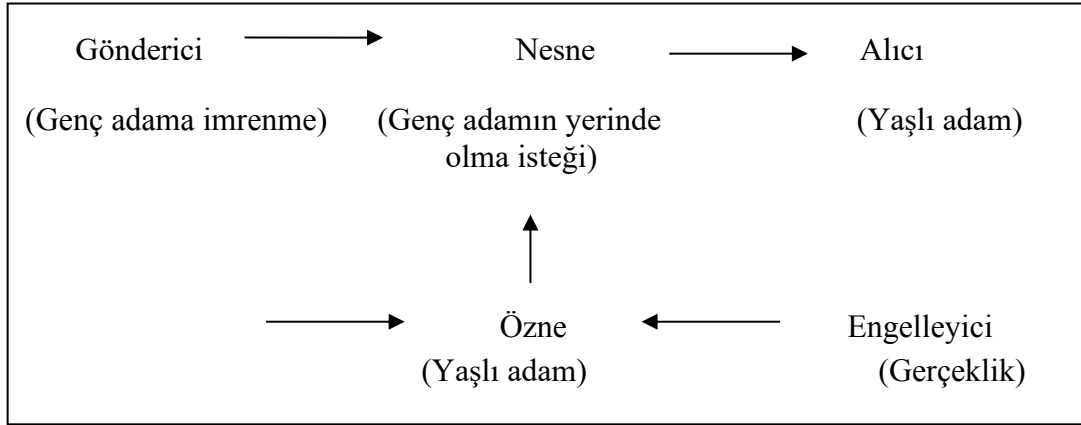 Gönderici Nesne Alıcı
(Genç adama imrenme) (Genç adamın yerinde (Yaşlı adam)
olma isteği)
Özne Engelleyici
(Yaşlı adam) (Gerçeklik)